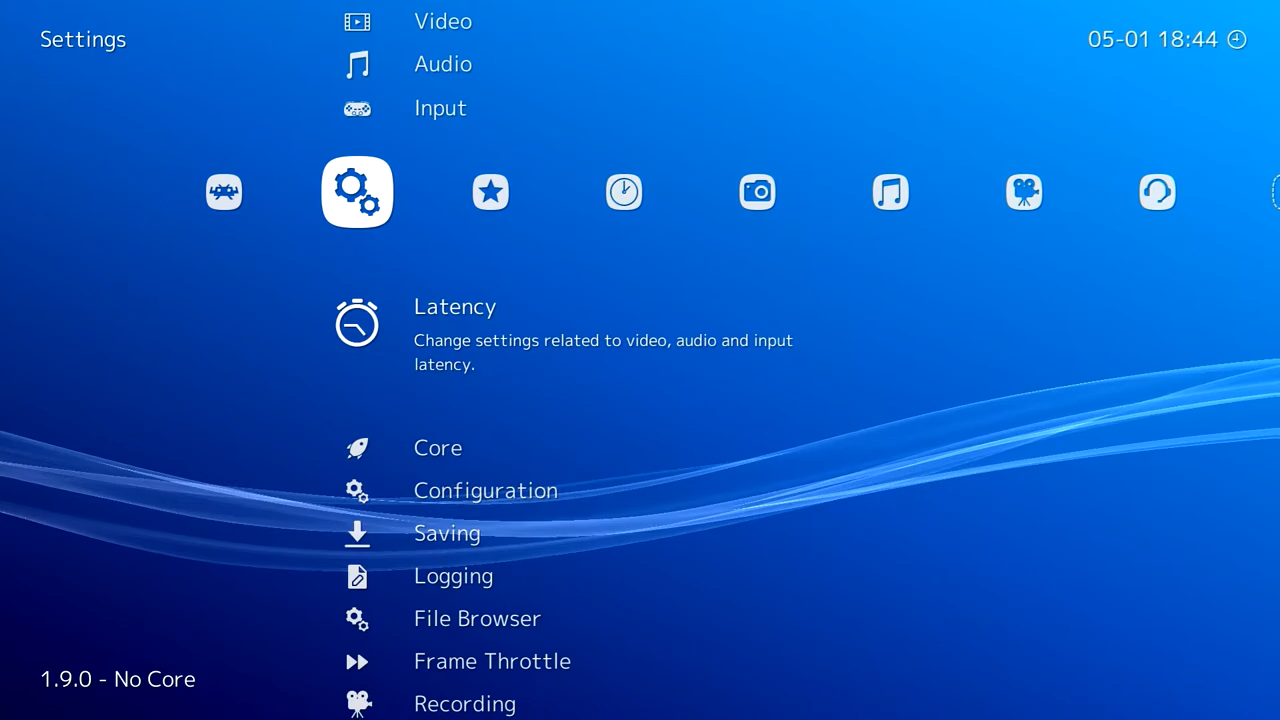 Settings
Video
Audio
Input
05-01 18:44
Latency
Change settings related to video, audio and input
latency.
Core
Configuration
Saving
Logging
File Browser
Frame Throttle
Recording
1.9.0 - No Core